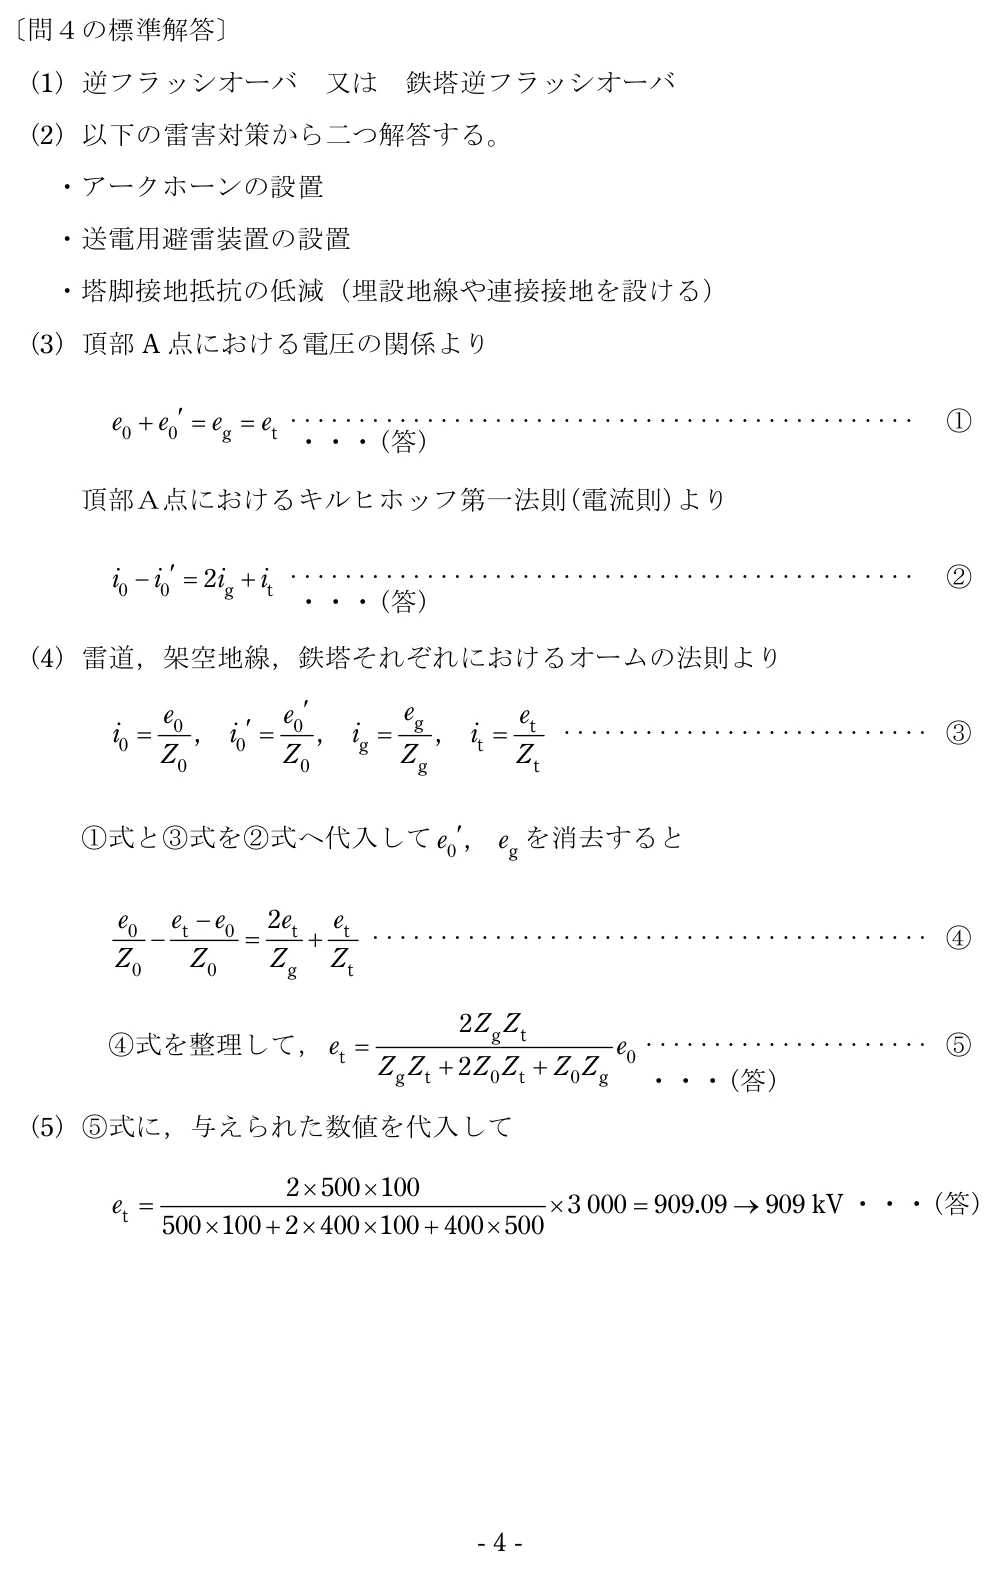 〔問４の標準解答〕
(1) 逆フラッシオーバ　又は　鉄塔逆フラッシオーバ
(2) 以下の雷害対策から二つ解答する。
・アークホーンの設置
・送電用避雷装置の設置
・塔脚接地抵抗の低減（埋設地線や連接接地を設ける）
(3) 頂部 A 点における電圧の関係より
e₀ + e₀′ = e_g = e_t ·············································· ①
・・・（答）
頂部Ａ点におけるキルヒホッフ第一法則(電流則)より
i₀ − i₀′ = 2i_g + i_t ·············································· ②
・・・（答）
(4) 雷道，架空地線，鉄塔それぞれにおけるオームの法則より
i₀ = e₀/Z₀, i₀′ = e₀′/Z₀, i_g = e_g/Z_g, i_t = e_t/Z_t ··························· ③
①式と③式を②式へ代入して e₀′, e_g を消去すると
e₀/Z₀ − (e_t − e₀)/Z₀ = 2e_t/Z_g + e_t/Z_t ········································· ④
④式を整理して，e_t = 2Z_gZ_t/(Z_gZ_t + 2Z₀Z_t + Z₀Z_g) e₀ ····················· ⑤
・・・（答）
(5) ⑤式に，与えられた数値を代入して
e_t = (2×500×100)/(500×100+2×400×100+400×500) ×3 000 = 909.09 → 909 kV ・・・（答）
- 4 -